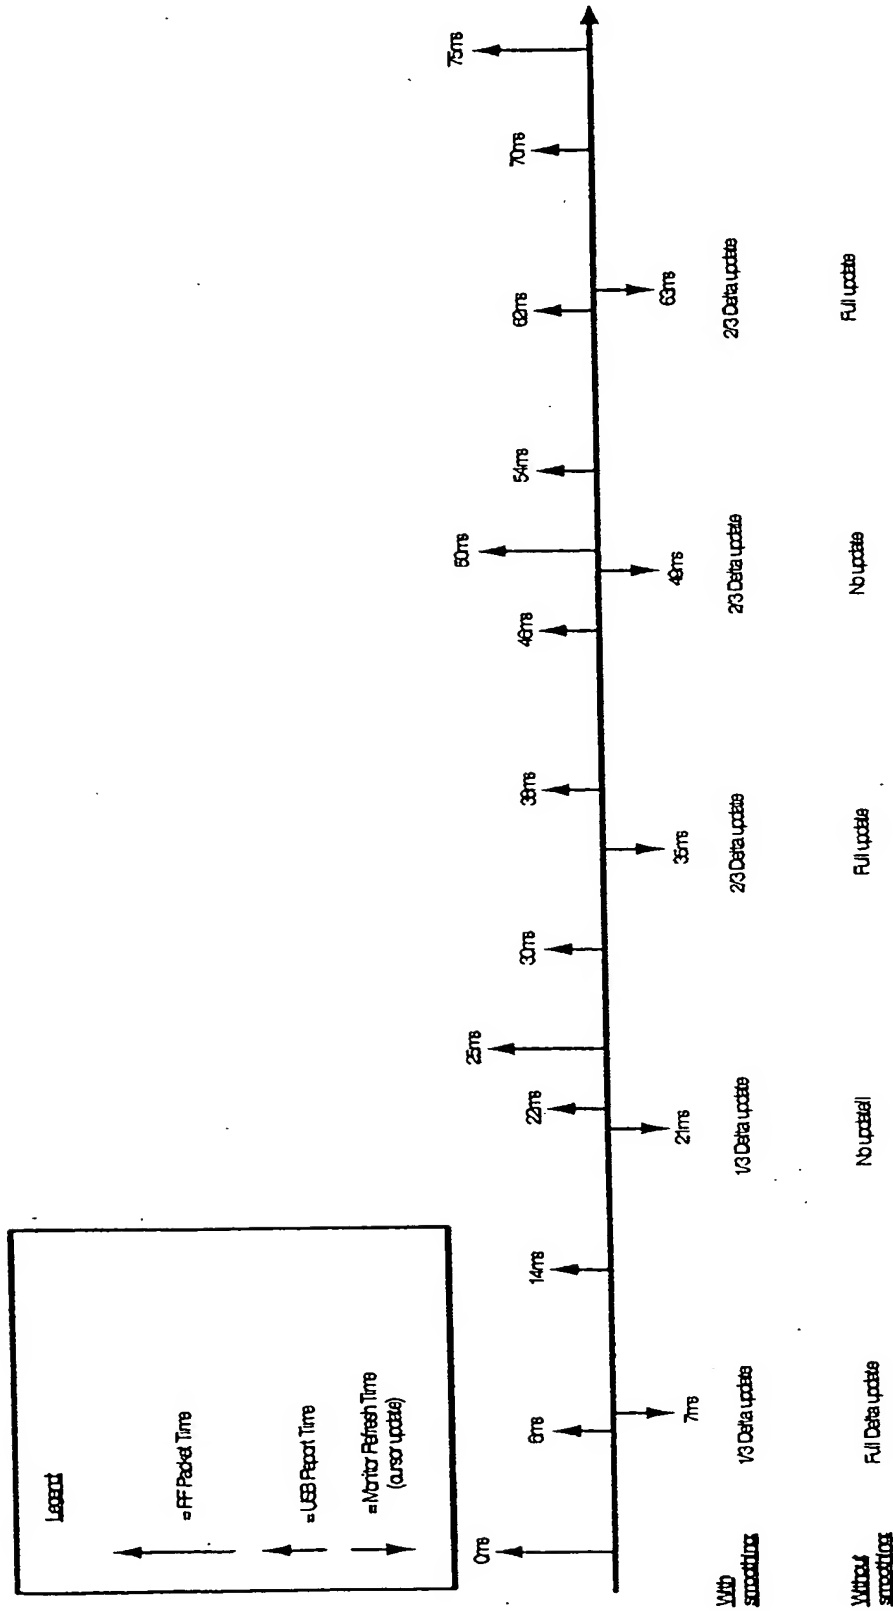 Legend
= RF Packet Time
= USB Report Time
= Monitor Refresh Time
(cursor update)
0ms
6ms
14ms
22ms
25ms
30ms
38ms
46ms
50ms
54ms
62ms
70ms
75ms
7ms
21ms
35ms
49ms
63ms
With
smoothing:
1/3 Delta update
1/3 Delta update
2/3 Delta update
2/3 Delta update
2/3 Delta update
Without
smoothing:
Full Delta update
No update!!
Full update
No update
Full update